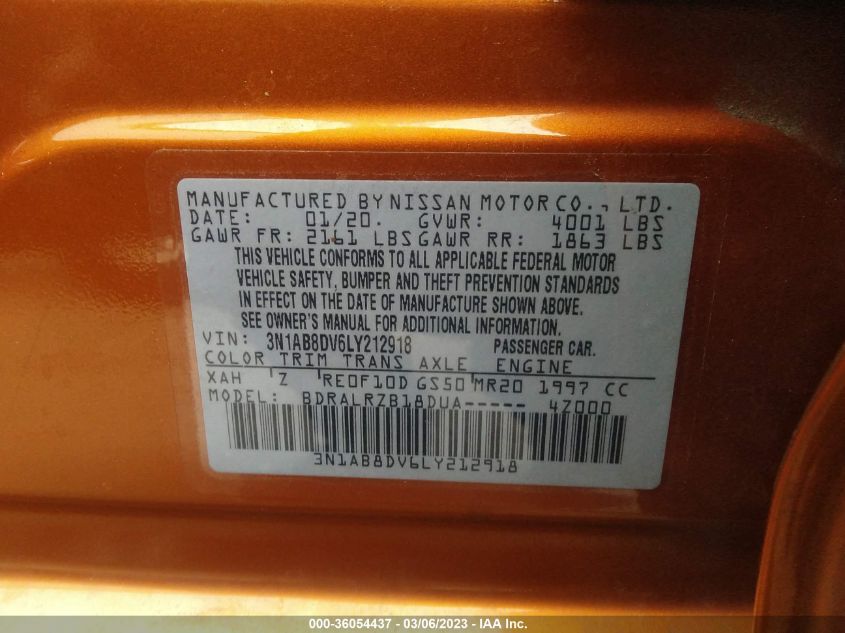 MANUFACTURED BY NISSAN MOTOR CO., LTD.
DATE: 01/20. GVWR: 4001 LBS
GAWR FR: 2161 LBS GAWR RR: 1863 LBS
THIS VEHICLE CONFORMS TO ALL APPLICABLE FEDERAL MOTOR
VEHICLE SAFETY, BUMPER AND THEFT PREVENTION STANDARDS
IN EFFECT ON THE DATE OF MANUFACTURE SHOWN ABOVE.
SEE OWNER'S MANUAL FOR ADDITIONAL INFORMATION.
VIN: 3N1AB8DV6LY212918 PASSENGER CAR.
COLOR TRIM TRANS AXLE ENGINE
XAH Z RE0F10D GS50 MR20 1997 CC
MODEL: BDRALRZB18DUA----- 4Z000
3N1AB8DV6LY212918
000-36054437 - 03/06/2023 - IAA Inc.